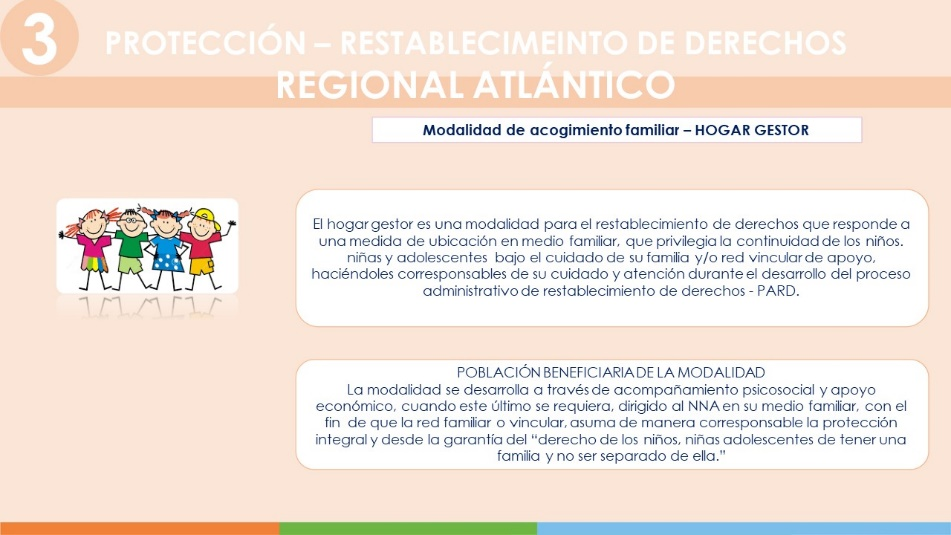 3
PROTECCIÓN – RESTABLECIMEINTO DE DERECHOS
REGIONAL ATLÁNTICO
Modalidad de acogimiento familiar – HOGAR GESTOR
El hogar gestor es una modalidad para el restablecimiento de derechos que responde a
una medida de ubicación en medio familiar, que privilegia la continuidad de los niños.
niñas y adolescentes bajo el cuidado de su familia y/o red vincular de apoyo,
haciéndoles corresponsables de su cuidado y atención durante el desarrollo del proceso
administrativo de restablecimiento de derechos - PARD.
POBLACIÓN BENEFICIARIA DE LA MODALIDAD
La modalidad se desarrolla a través de acompañamiento psicosocial y apoyo
económico, cuando este último se requiera, dirigido al NNA en su medio familiar, con el
fin de que la red familiar o vincular, asuma de manera corresponsable la protección
integral y desde la garantía del “derecho de los niños, niñas adolescentes de tener una
familia y no ser separado de ella.”